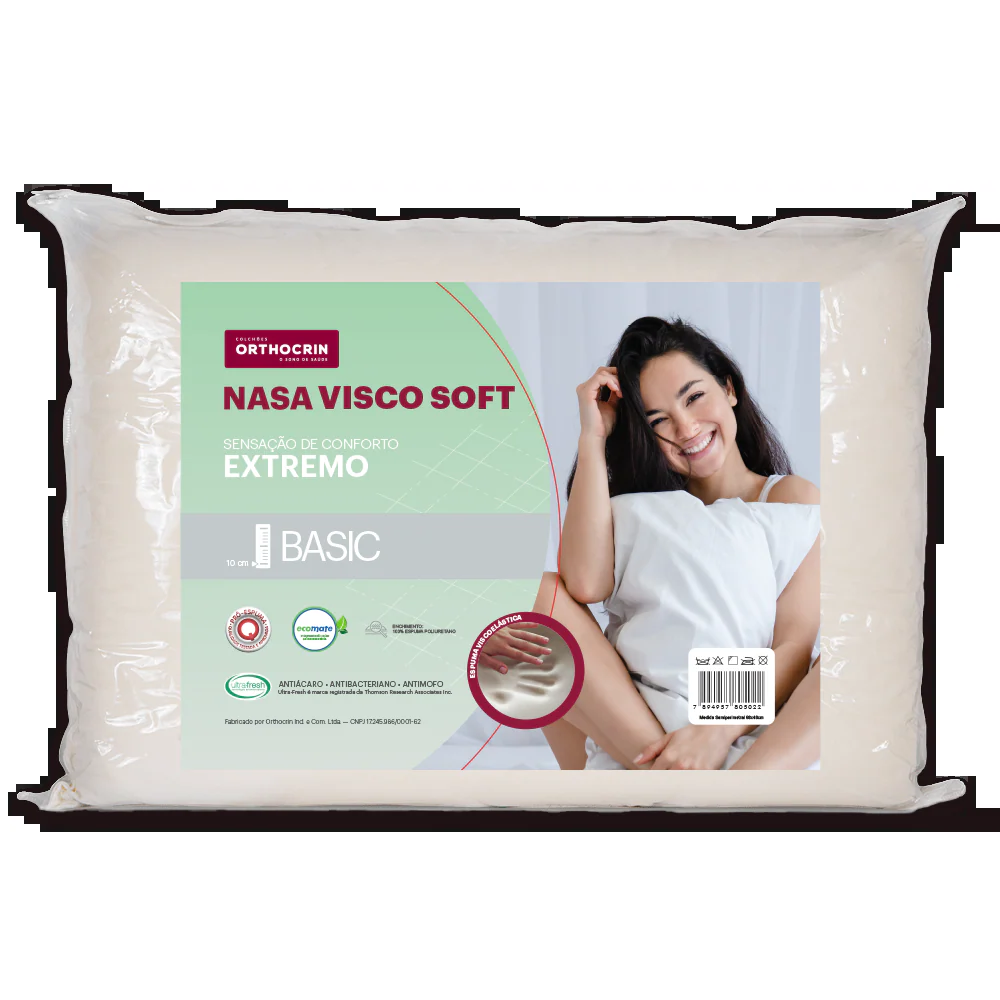 COLCHÕES
ORTHOCRIN
O SONO DE SAÚDE
NASA VISCO SOFT
SENSAÇÃO DE CONFORTO
EXTREMO
10 cm
BASIC
PRÓ-ESPUMA
Q
ecomate
ENCHIMENTO:
100% ESPUMA POLIURETANO
ESPUMA VISCOELÁSTICA
ultrafresh
ANTIÁCARO • ANTIBACTERIANO • ANTIMOFO
Ultra-Fresh é marca registrada da Thomson Research Associates Inc.
Fabricado por Orthocrin Ind. e Com. Ltda. — CNPJ 17.245.986/0001-62
7 894957 805022